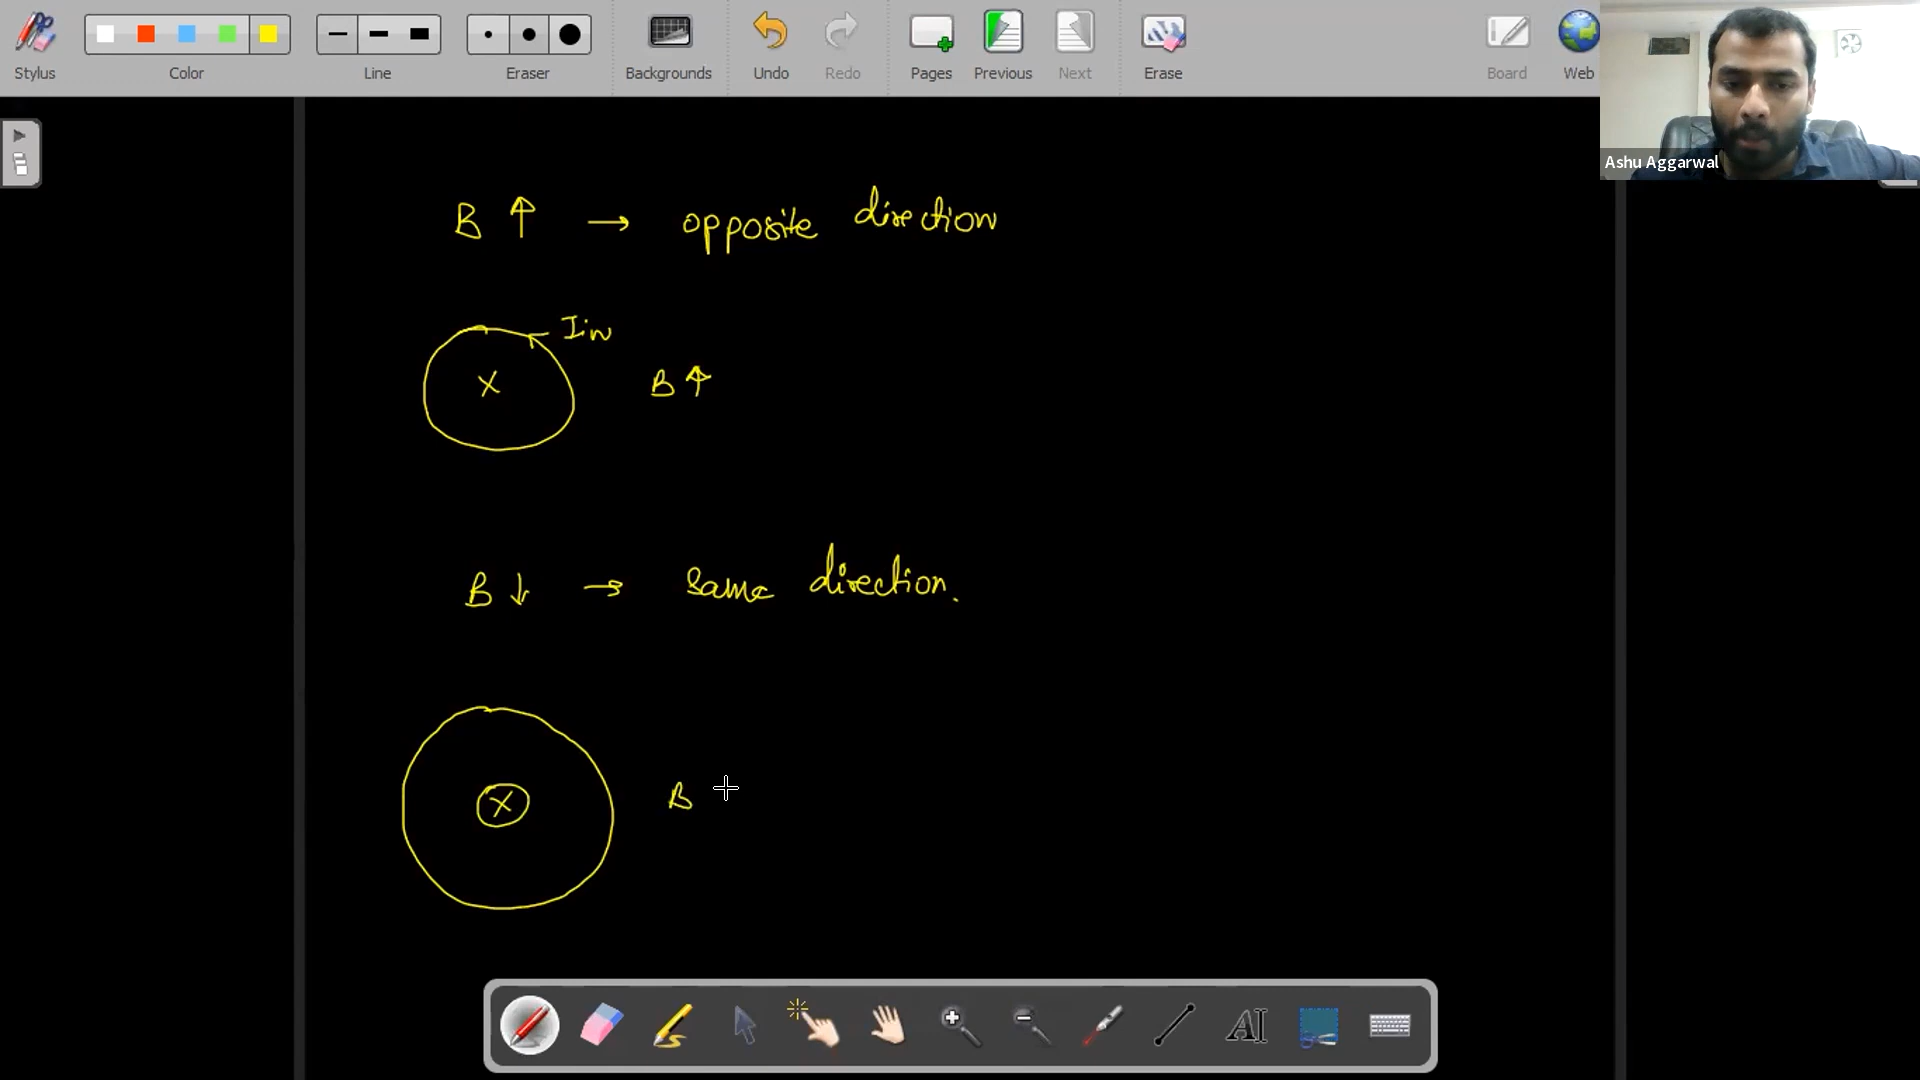 Stylus Color Line Eraser Backgrounds Undo Redo Pages Previous Next Erase Board Web
Ashu Aggarwal
B ↑ → opposite direction
Iin
X B ↑
B ↓ → same direction.
X B
AI